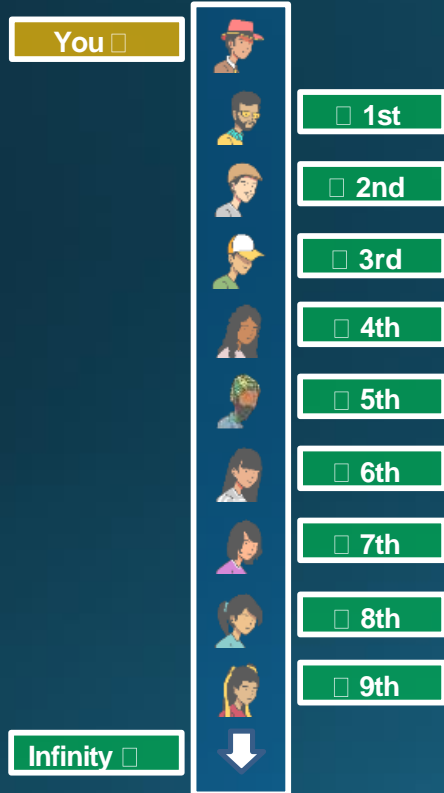 You □
□ 1st
□ 2nd
□ 3rd
□ 4th
□ 5th
□ 6th
□ 7th
□ 8th
□ 9th
Infinity □